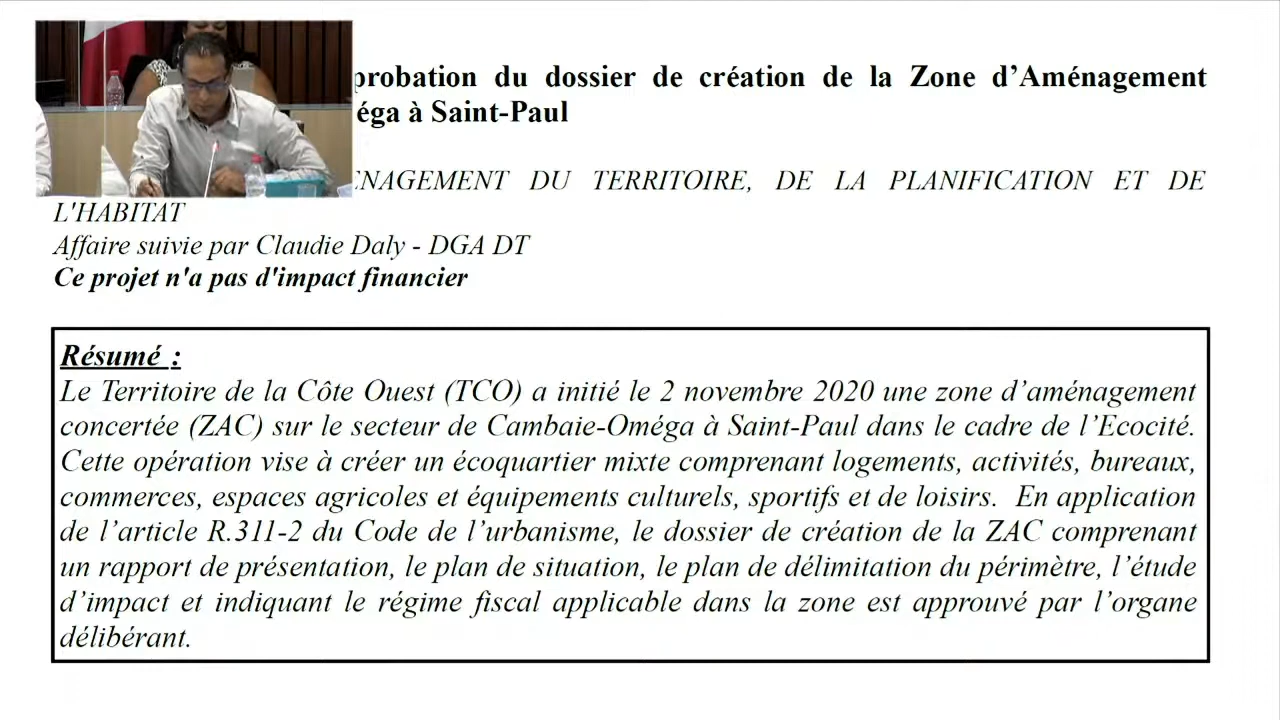 probation du dossier de création de la Zone d’Aménagement
éga à Saint-Paul
NAGEMENT DU TERRITOIRE, DE LA PLANIFICATION ET DE
L'HABITAT
Affaire suivie par Claudie Daly - DGA DT
Ce projet n'a pas d'impact financier
Résumé :
Le Territoire de la Côte Ouest (TCO) a initié le 2 novembre 2020 une zone d’aménagement
concertée (ZAC) sur le secteur de Cambaie-Oméga à Saint-Paul dans le cadre de l’Ecocité.
Cette opération vise à créer un écoquartier mixte comprenant logements, activités, bureaux,
commerces, espaces agricoles et équipements culturels, sportifs et de loisirs. En application
de l’article R.311-2 du Code de l’urbanisme, le dossier de création de la ZAC comprenant
un rapport de présentation, le plan de situation, le plan de délimitation du périmètre, l’étude
d’impact et indiquant le régime fiscal applicable dans la zone est approuvé par l’organe
délibérant.